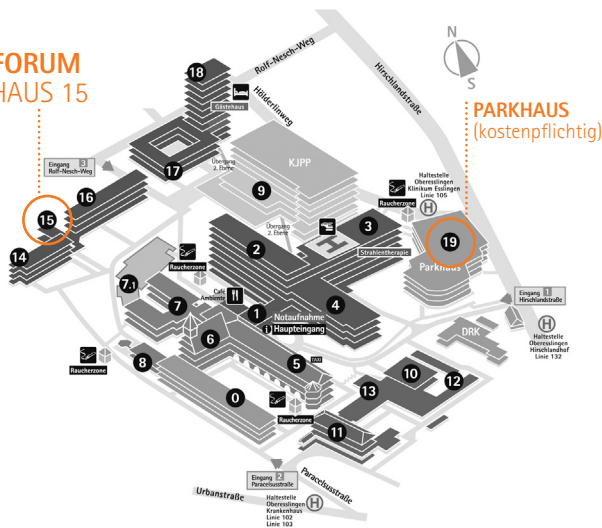 FORUM
HAUS 15
18
Rolf-Nesch-Weg
Hirschlandstraße
N
S
Gästehaus
Hölderlinweg
PARKHAUS
(kostenpflichtig)
Eingang 3
Rolf-Nesch-Weg
17
Übergang
2. Ebene
KJPP
9
16
15
14
Haltestelle
Oberesslingen
Klinikum Esslingen
Linie 105
H
Raucherzone
3
Übergang
2. Ebene
H
Strahlentherapie
19
Parkhaus
2
Raucherzone
7.1
7
Café
Ambiente
1
4
Notaufnahme
i Haupteingang
Eingang 1
Hirschlandstraße
H
Haltestelle
Oberesslingen
Hirschlandhof
Linie 132
DRK
6
5
TAXI
8
Raucherzone
0
Raucherzone
10
12
13
11
Eingang 2
Paracelsusstraße
Paracelsusstraße
Urbanstraße
Haltestelle
Oberesslingen
Krankenhaus
Linie 102
Linie 103
H